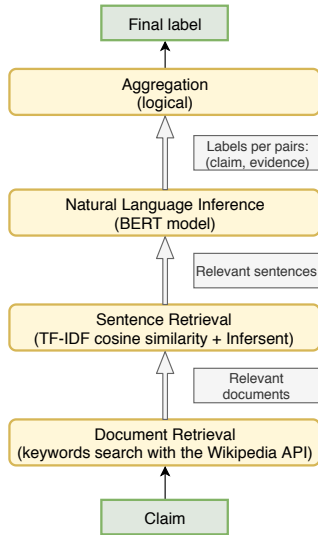 Final label
Aggregation
(logical)
Labels per pairs:
(claim, evidence)
Natural Language Inference
(BERT model)
Relevant sentences
Sentence Retrieval
(TF-IDF cosine similarity + Infersent)
Relevant
documents
Document Retrieval
(keywords search with the Wikipedia API)
Claim